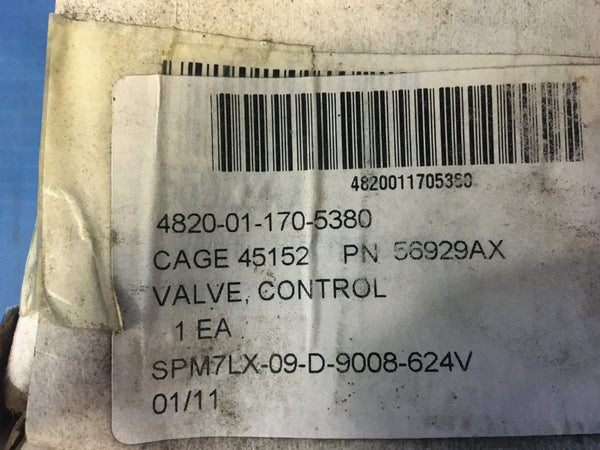 4820011705380
4820-01-170-5380
CAGE 45152 PN 56929AX
VALVE, CONTROL
1 EA
SPM7LX-09-D-9008-624V
01/11